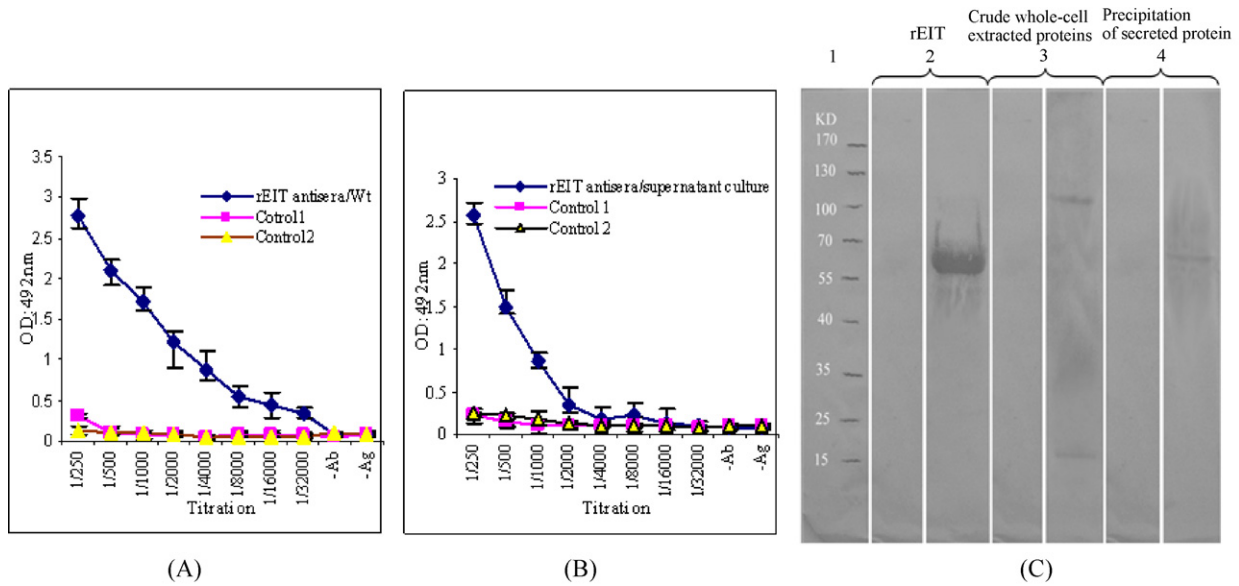 3.5
3
2.5
2
1.5
1
0.5
0
OD:492nm
rEIT antisera/Wt
Cotrol1
Control2
1/250
1/500
1/1000
1/2000
1/4000
1/8000
1/16000
1/32000
-Ab
-Ag
Titration
(A)
3
2.5
2
1.5
1
0.5
0
OD:492nm
rEIT antisera/supernatant culture
Control 1
Control 2
1/250
1/500
1/1000
1/2000
1/4000
1/8000
1/16000
1/32000
-Ab
-Ag
Titration
(B)
rEIT
Crude whole-cell
extracted proteins
Precipitation
of secreted protein
1
2
3
4
KD
170
130
100
70
55
40
35
25
15
(C)